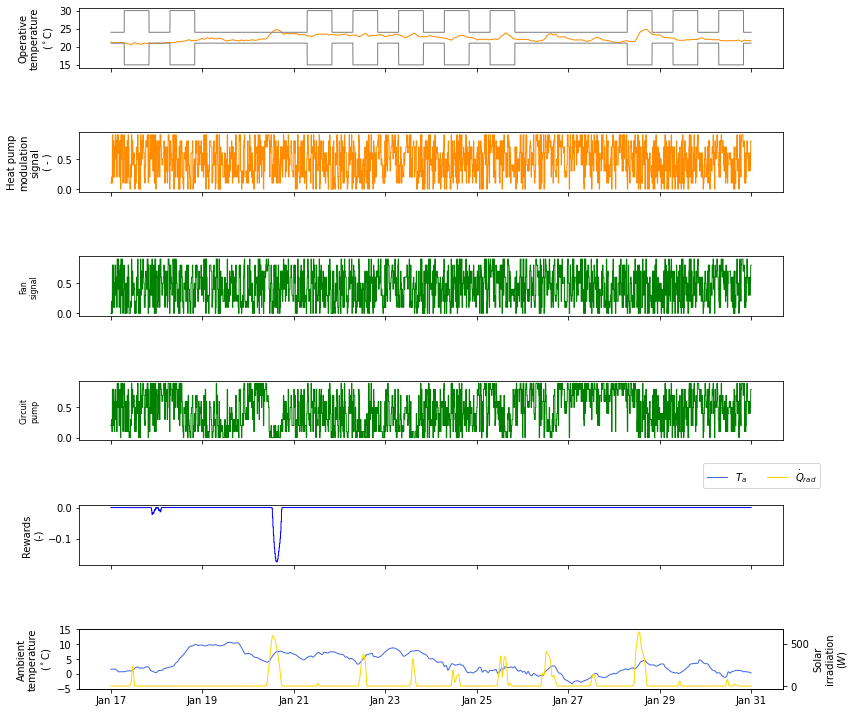 Operative
temperature
(°C)
30
25
20
15
Heat pump
modulation
signal
( - )
0.5
0.0
Fan
signal
0.5
0.0
Circuit
pump
0.5
0.0
T_a
Q̇_rad
Rewards
(-)
0.0
−0.1
Ambient
temperature
(°C)
15
10
5
0
−5
500
0
Solar
irradiation
(W)
Jan 17 Jan 19 Jan 21 Jan 23 Jan 25 Jan 27 Jan 29 Jan 31